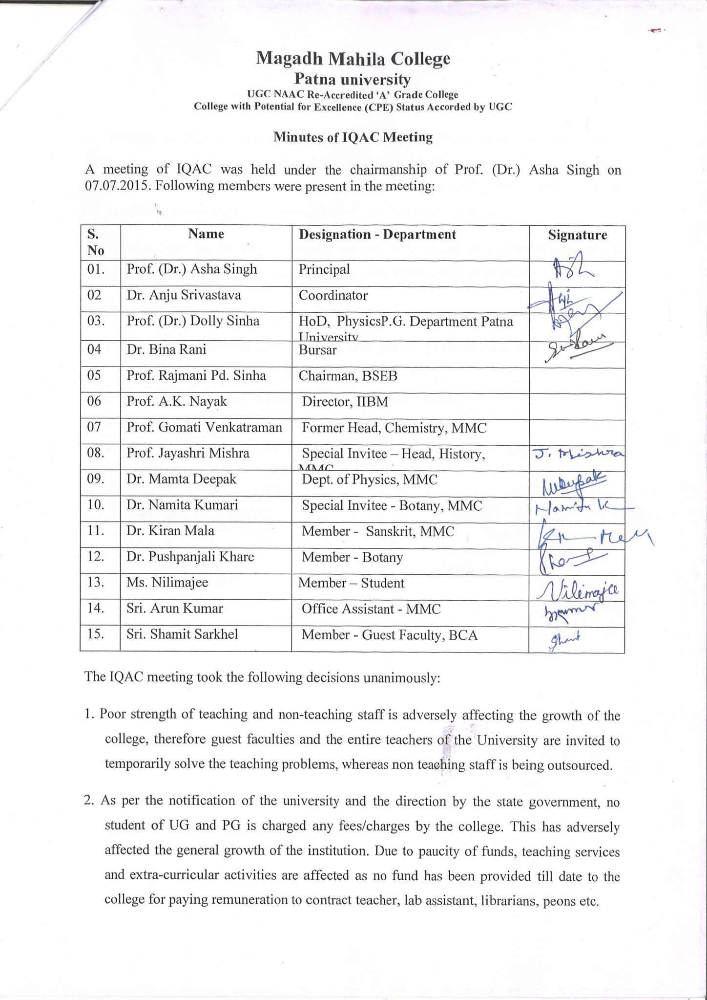 Magadh Mahila College
Patna university
UGC NAAC Re-Accredited ‘A’ Grade College
College with Potential for Excellence (CPE) Status Accorded by UGC
Minutes of IQAC Meeting
A meeting of IQAC was held under the chairmanship of Prof. (Dr.) Asha Singh on
07.07.2015. Following members were present in the meeting:
S. No Name Designation - Department Signature
01. Prof. (Dr.) Asha Singh Principal
02 Dr. Anju Srivastava Coordinator
03. Prof. (Dr.) Dolly Sinha HoD, PhysicsP.G. Department Patna
University
04 Dr. Bina Rani Bursar
05 Prof. Rajmani Pd. Sinha Chairman, BSEB
06 Prof. A.K. Nayak Director, IIBM
07 Prof. Gomati Venkatraman Former Head, Chemistry, MMC
08. Prof. Jayashri Mishra Special Invitee – Head, History, J. Mishra
MMC
09. Dr. Mamta Deepak Dept. of Physics, MMC MDeepak
10. Dr. Namita Kumari Special Invitee - Botany, MMC Namita K
11. Dr. Kiran Mala Member - Sanskrit, MMC
12. Dr. Pushpanjali Khare Member - Botany
13. Ms. Nilimajee Member – Student Nilimajee
14. Sri. Arun Kumar Office Assistant - MMC
15. Sri. Shamit Sarkhel Member - Guest Faculty, BCA
The IQAC meeting took the following decisions unanimously:
1. Poor strength of teaching and non-teaching staff is adversely affecting the growth of the
college, therefore guest faculties and the entire teachers of the University are invited to
temporarily solve the teaching problems, whereas non teaching staff is being outsourced.
2. As per the notification of the university and the direction by the state government, no
student of UG and PG is charged any fees/charges by the college. This has adversely
affected the general growth of the institution. Due to paucity of funds, teaching services
and extra-curricular activities are affected as no fund has been provided till date to the
college for paying remuneration to contract teacher, lab assistant, librarians, peons etc.